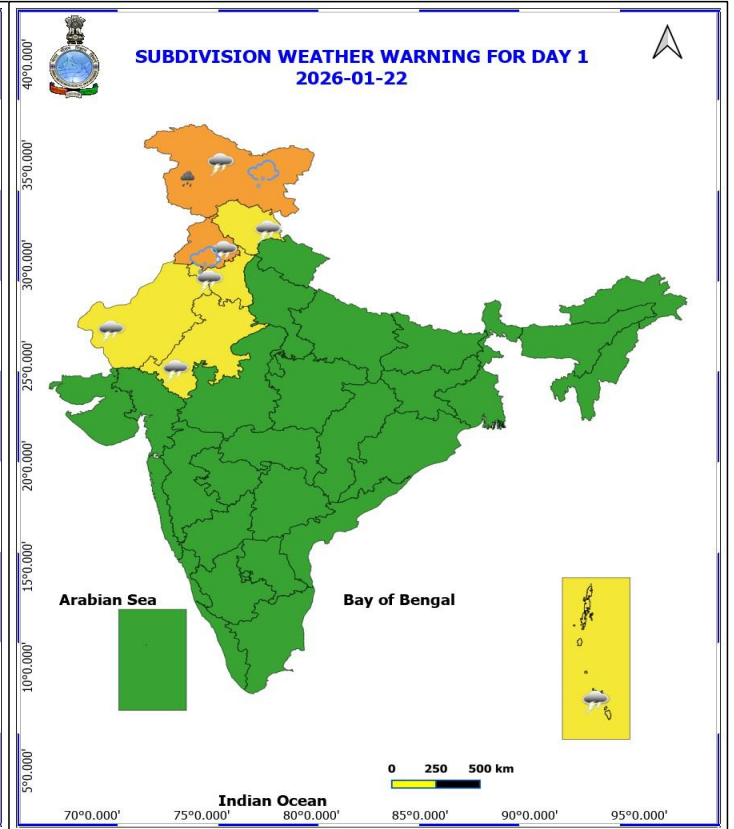 SUBDIVISION WEATHER WARNING FOR DAY 1
2026-01-22
40°0.000'
35°0.000'
30°0.000'
25°0.000'
20°0.000'
15°0.000'
10°0.000'
5°0.000'
Arabian Sea
Bay of Bengal
0 250 500 km
Indian Ocean
70°0.000' 75°0.000' 80°0.000' 85°0.000' 90°0.000' 95°0.000'